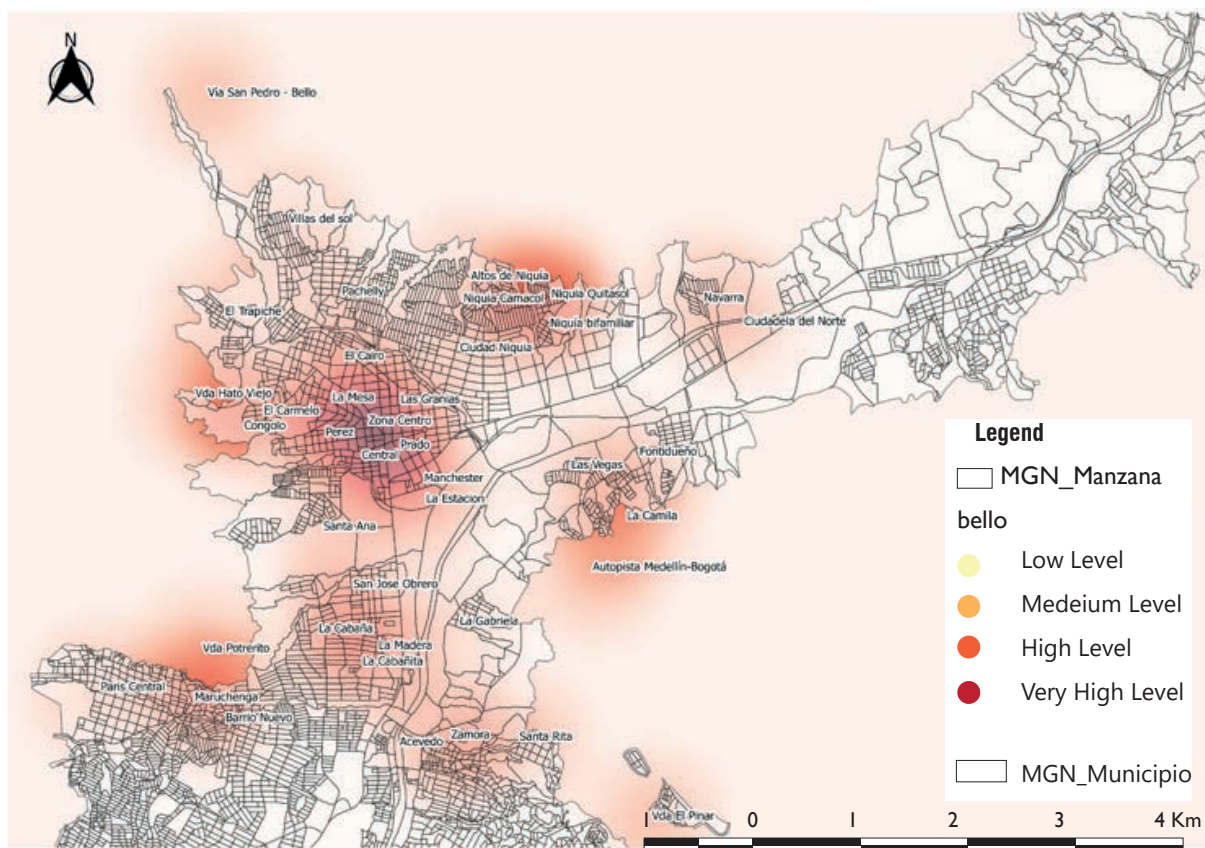 N
Via San Pedro - Bello
Villas del sol
Altos de Niquía
Pachelly
Niquia Camacol
Niquia Quitasol
Navarra
El Trapiche
Niquia bifamiliar
Ciudadela del Norte
Ciudad Niquia
El Cairo
Vda Hato Viejo
La Mesa
Las Granjas
El Carmelo
Zona Centro
Congolo
Perez
Prado
Central
Fontidueño
Las Vegas
Manchester
La Estacion
La Camila
Santa Ana
Autopista Medellín-Bogotá
San Jose Obrero
La Gabriela
La Cabaña
La Madera
Vda Potrerito
La Cabañita
Paris Central
Maruchenga
Barrio Nuevo
Acevedo
Zamora
Santa Rita
Vda El Pinar
Legend
MGN_Manzana
bello
Low Level
Medeium Level
High Level
Very High Level
MGN_Municipio
1 0 1 2 3 4 Km